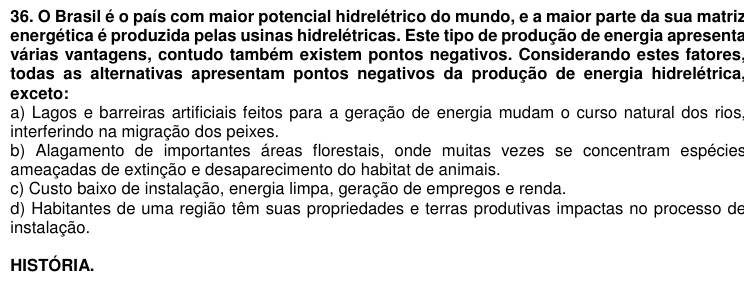 36. O Brasil é o país com maior potencial hidrelétrico do mundo, e a maior parte da sua matriz
energética é produzida pelas usinas hidrelétricas. Este tipo de produção de energia apresenta
várias vantagens, contudo também existem pontos negativos. Considerando estes fatores,
todas as alternativas apresentam pontos negativos da produção de energia hidrelétrica,
exceto:
a) Lagos e barreiras artificiais feitos para a geração de energia mudam o curso natural dos rios,
interferindo na migração dos peixes.
b) Alagamento de importantes áreas florestais, onde muitas vezes se concentram espécies
ameaçadas de extinção e desaparecimento do habitat de animais.
c) Custo baixo de instalação, energia limpa, geração de empregos e renda.
d) Habitantes de uma região têm suas propriedades e terras produtivas impactas no processo de
instalação.
HISTÓRIA.